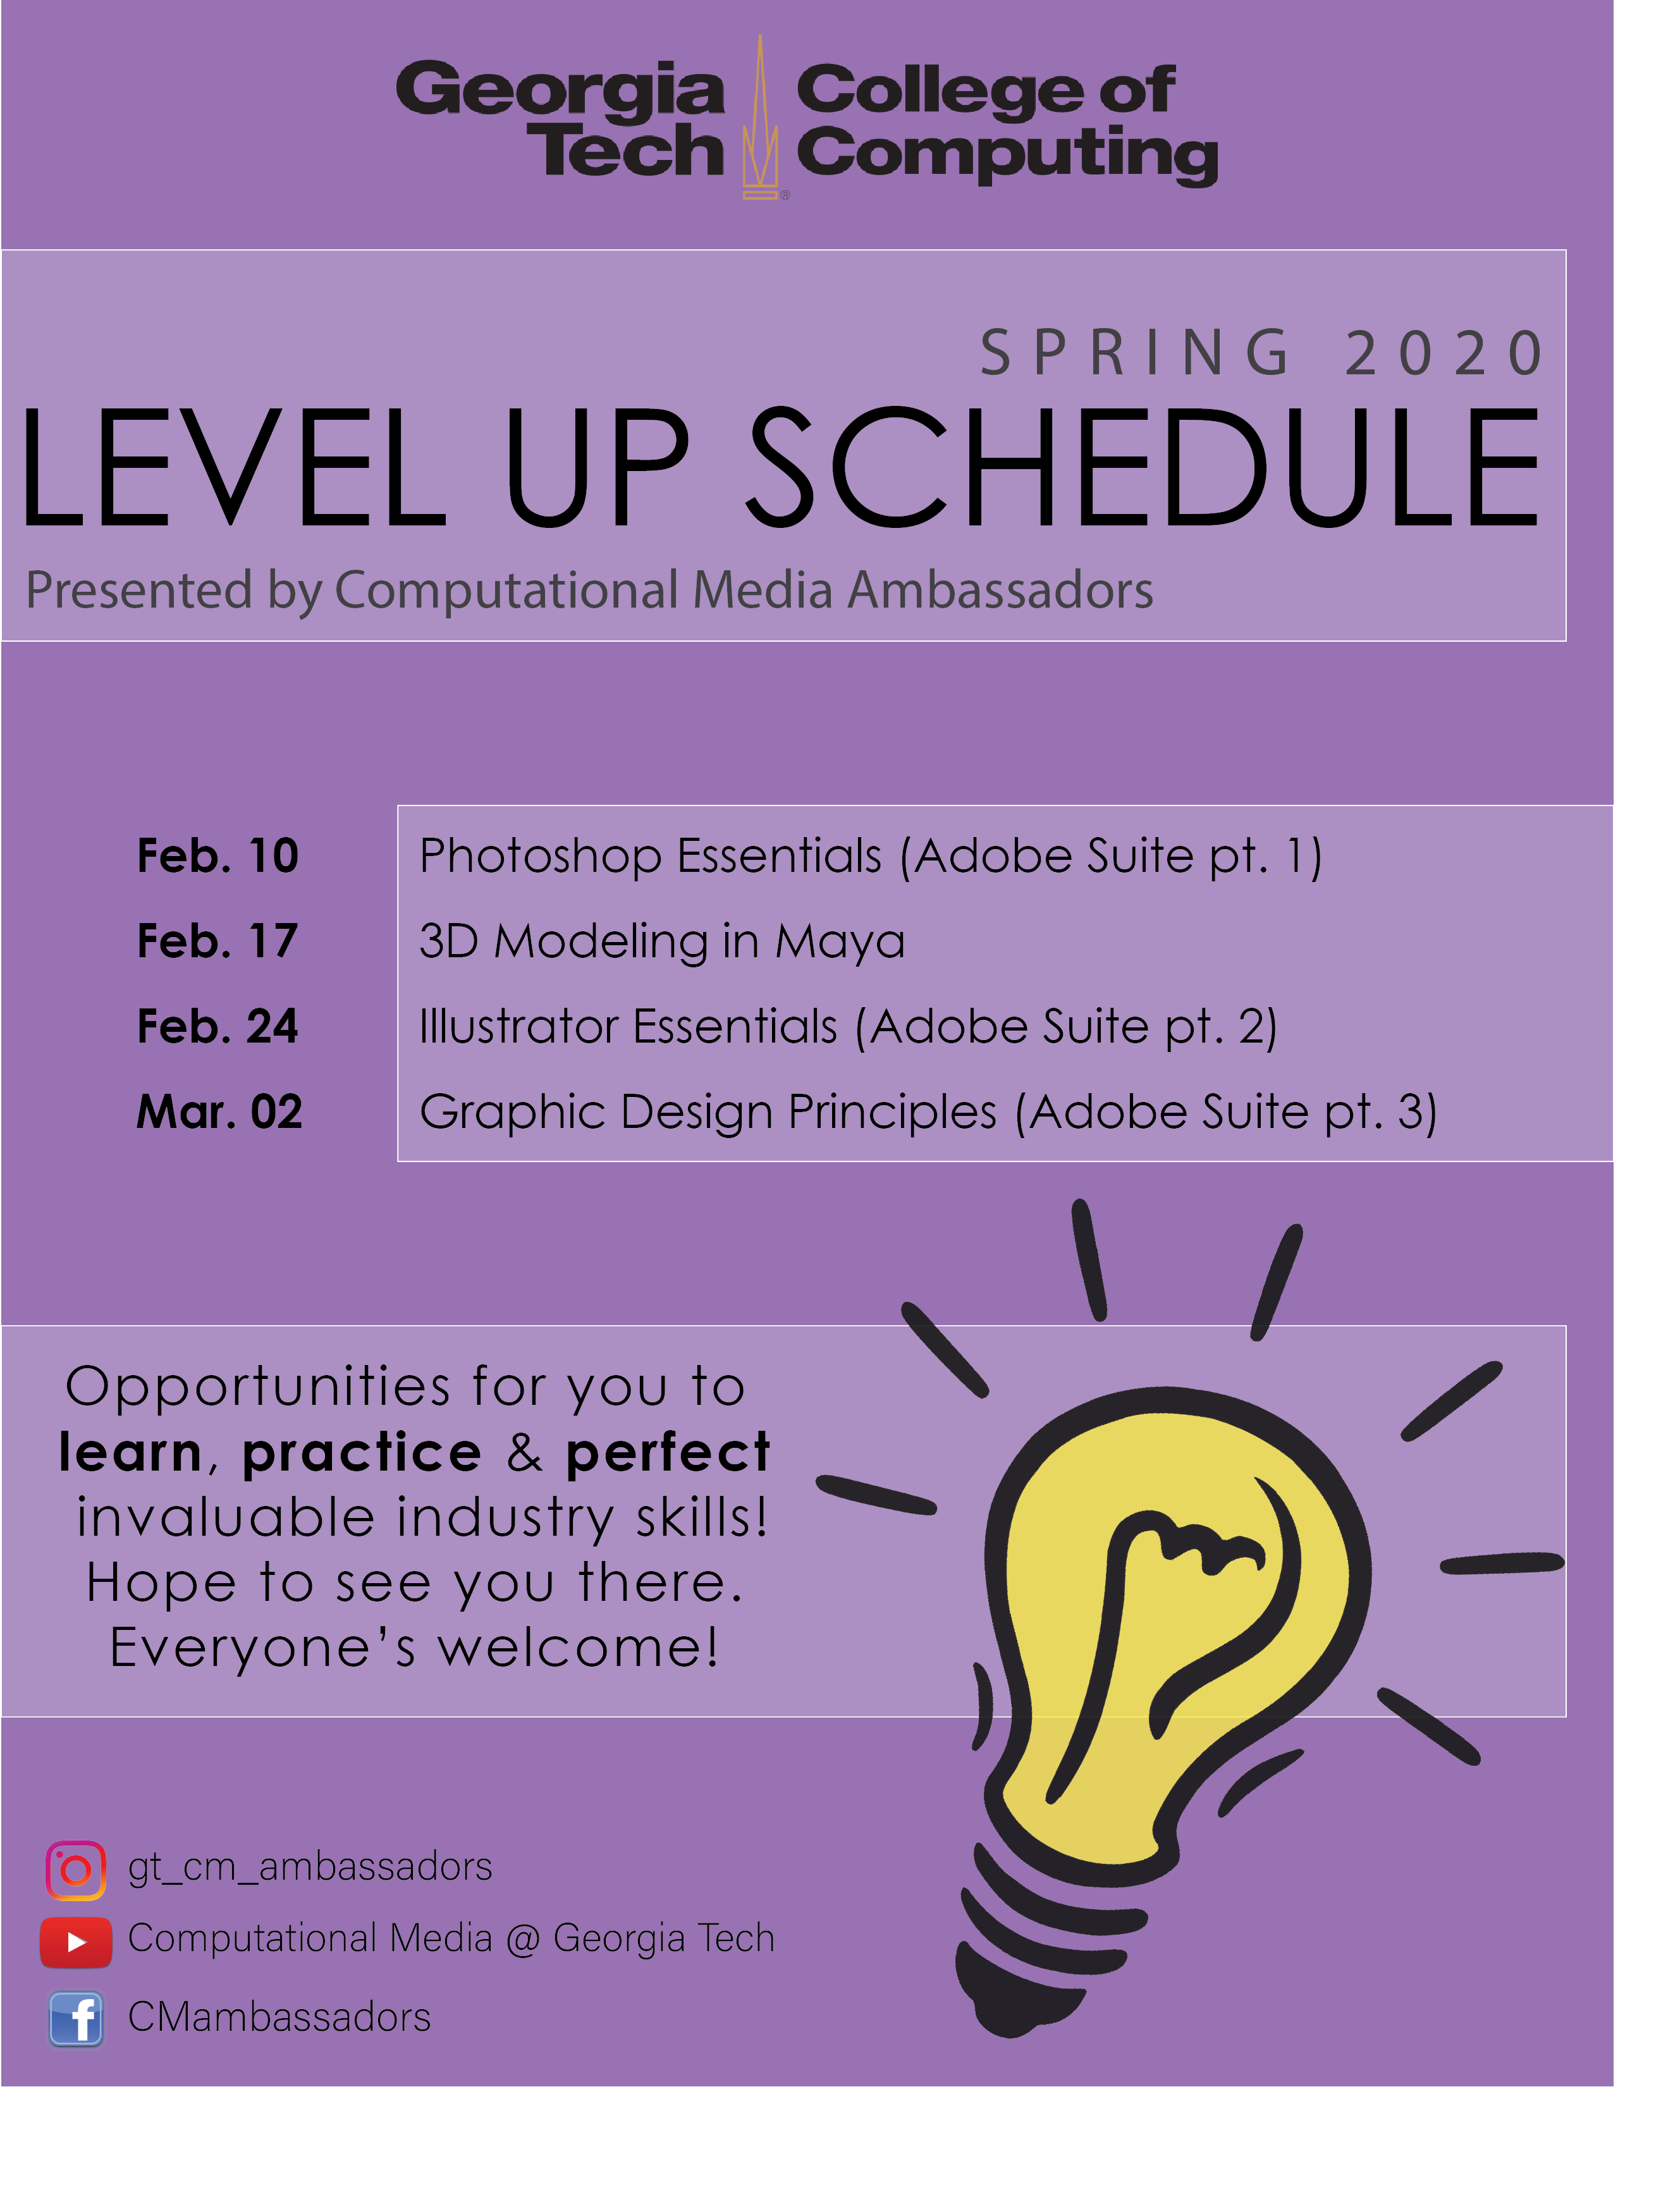 Georgia Tech College of Computing ®
SPRING 2020
LEVEL UP SCHEDULE
Presented by Computational Media Ambassadors
Feb. 10 Photoshop Essentials (Adobe Suite pt. 1)
Feb. 17 3D Modeling in Maya
Feb. 24 Illustrator Essentials (Adobe Suite pt. 2)
Mar. 02 Graphic Design Principles (Adobe Suite pt. 3)
Opportunities for you to
learn, practice & perfect
invaluable industry skills!
Hope to see you there.
Everyone’s welcome!
gt_cm_ambassadors
Computational Media @ Georgia Tech
f CMambassadors